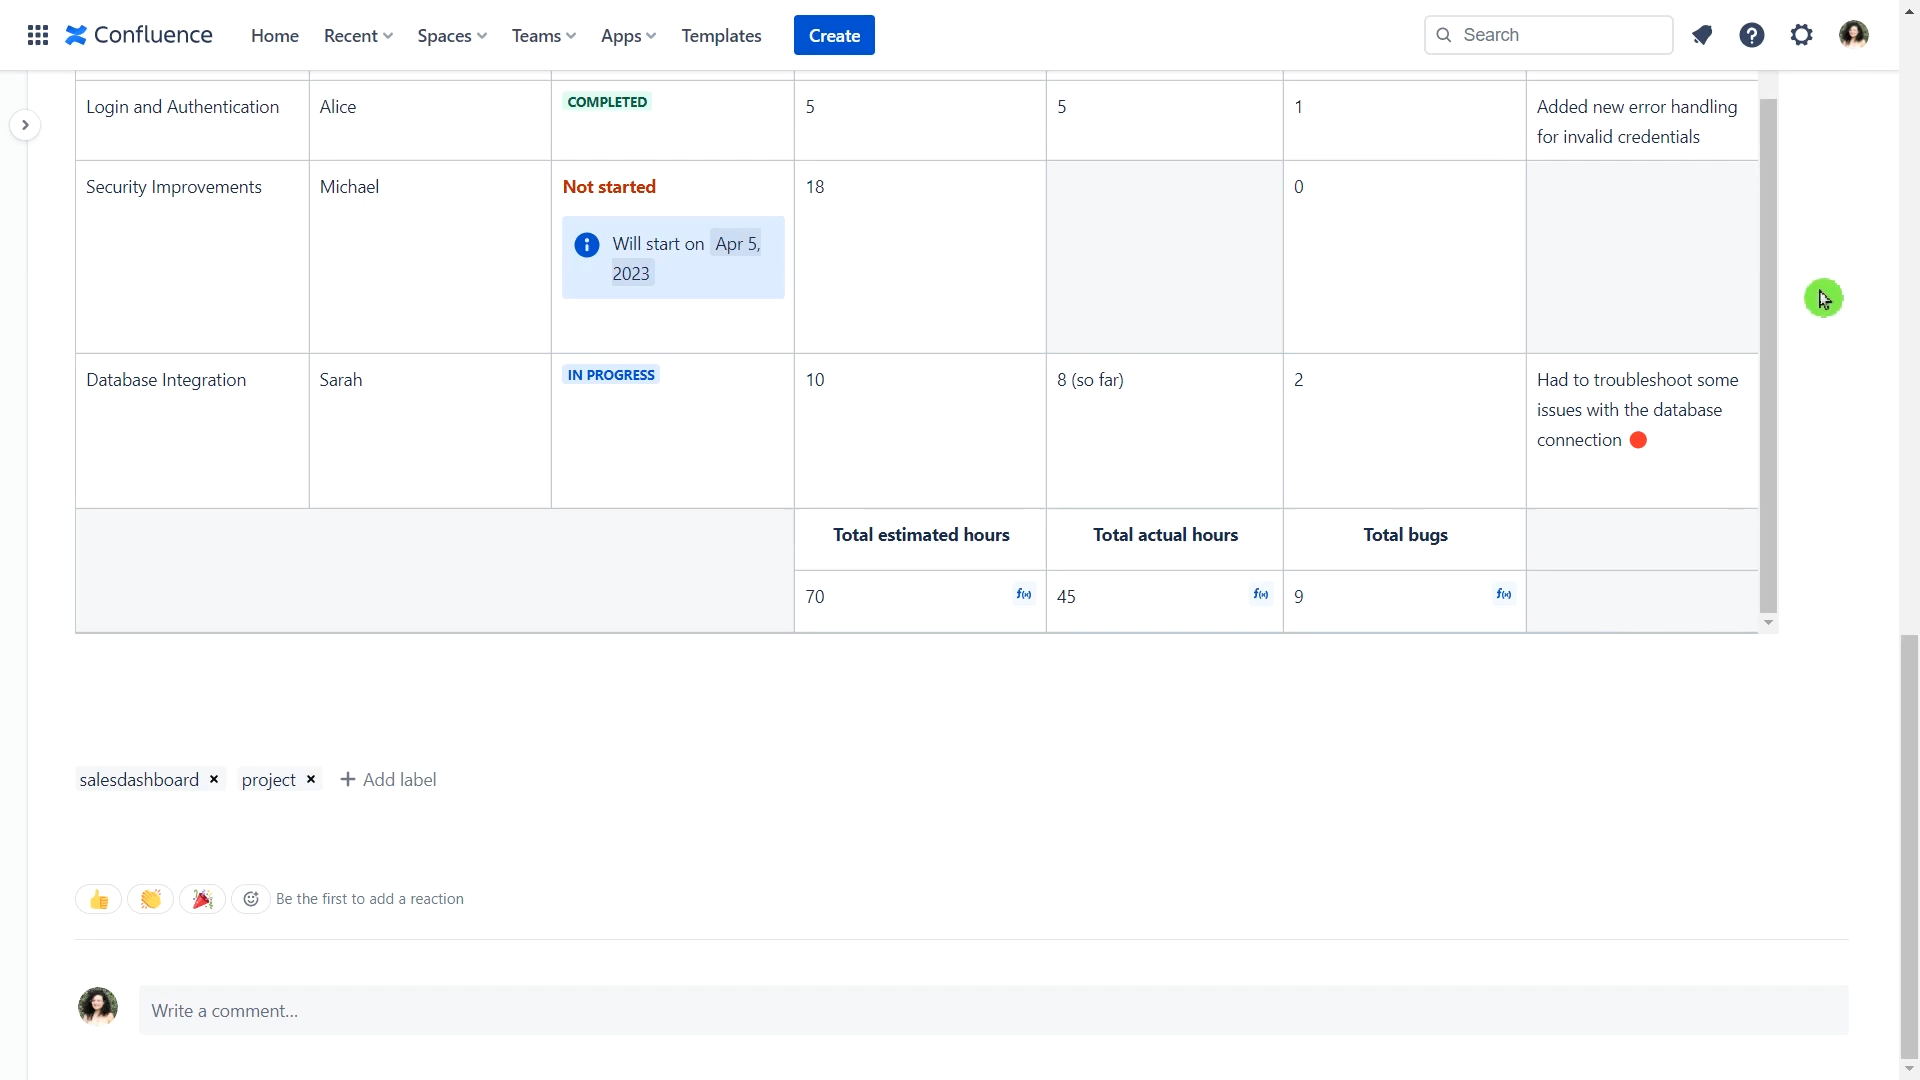 Confluence Home Recent Spaces Teams Apps Templates Create Search
Login and Authentication Alice COMPLETED 5 5 1 Added new error handling
for invalid credentials
Security Improvements Michael Not started 18 0
Will start on Apr 5,
2023
Database Integration Sarah IN PROGRESS 10 8 (so far) 2 Had to troubleshoot some
issues with the database
connection
Total estimated hours Total actual hours Total bugs
70 f(x) 45 f(x) 9 f(x)
salesdashboard × project × + Add label
Be the first to add a reaction
Write a comment...